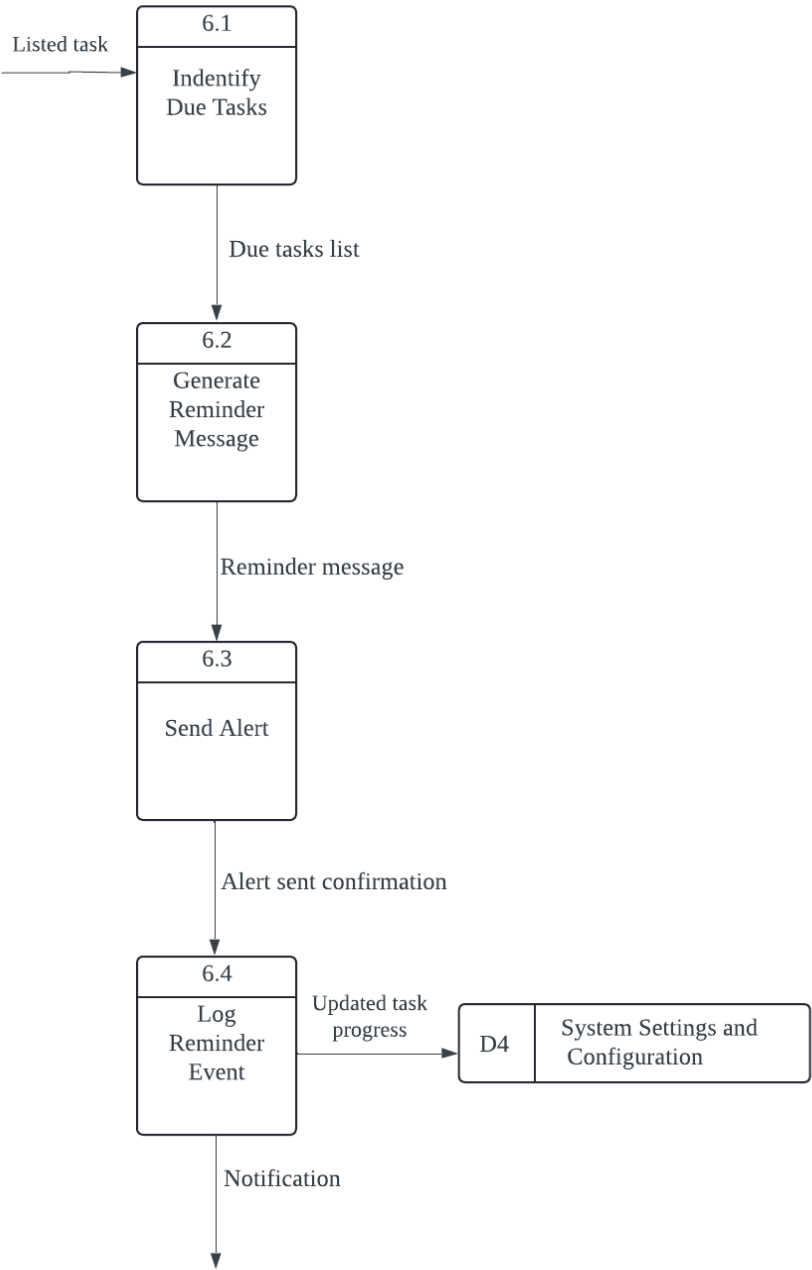 6.1
Listed task
Indentify
Due Tasks
Due tasks list
6.2
Generate
Reminder
Message
Reminder message
6.3
Send Alert
Alert sent confirmation
6.4
Log
Reminder
Event
Updated task
progress
D4
System Settings and
Configuration
Notification